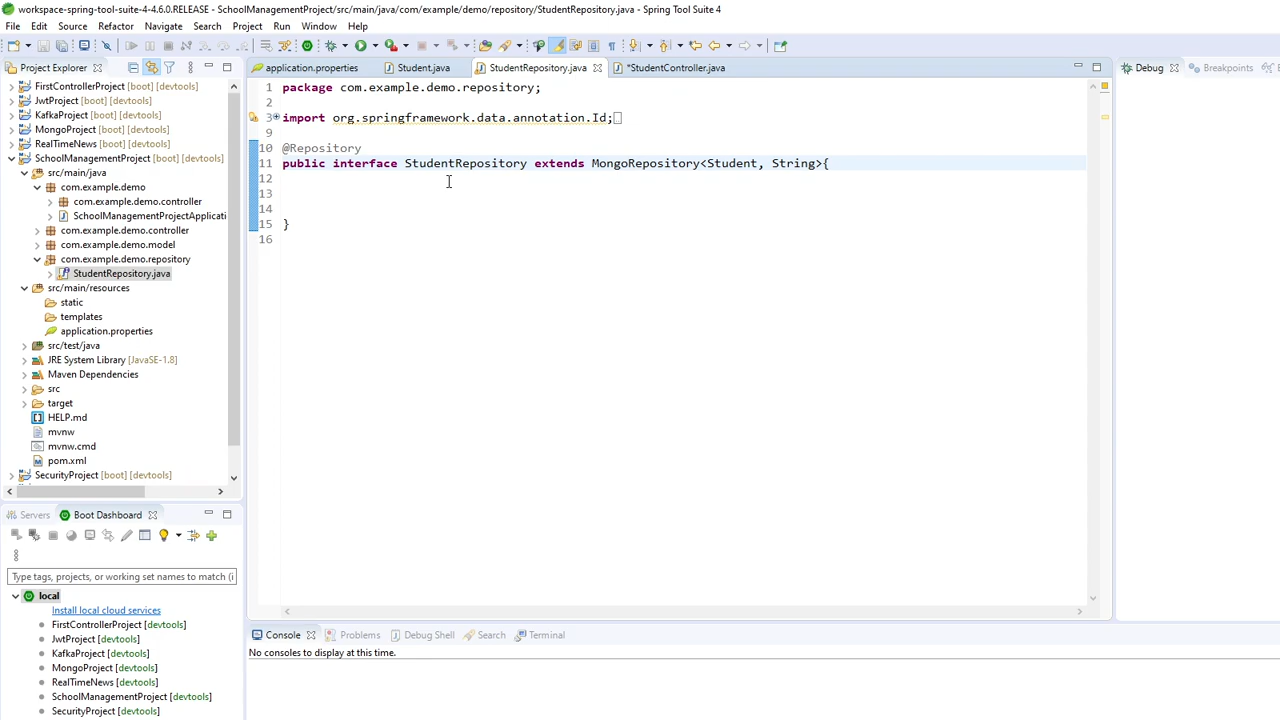 workspace-spring-tool-suite-4-4.6.0.RELEASE - SchoolManagementProject/src/main/java/com/example/demo/repository/StudentRepository.java - Spring Tool Suite 4
File Edit Source Refactor Navigate Search Project Run Window Help
Project Explorer
application.properties Student.java StudentRepository.java *StudentController.java
Debug Breakpoints
FirstControllerProject [boot] [devtools]
JwtProject [boot] [devtools]
KafkaProject [boot] [devtools]
MongoProject [boot] [devtools]
RealTimeNews [boot] [devtools]
SchoolManagementProject [boot] [devtools]
src/main/java
com.example.demo
com.example.demo.controller
SchoolManagementProjectApplicati
com.example.demo.controller
com.example.demo.model
com.example.demo.repository
StudentRepository.java
src/main/resources
static
templates
application.properties
src/test/java
JRE System Library [JavaSE-1.8]
Maven Dependencies
src
target
HELP.md
mvnw
mvnw.cmd
pom.xml
SecurityProject [boot] [devtools]
1 package com.example.demo.repository;
2
3 import org.springframework.data.annotation.Id;
9
10 @Repository
11 public interface StudentRepository extends MongoRepository<Student, String>{
12
13
14
15 }
16
Servers Boot Dashboard
Type tags, projects, or working set names to match (i
local
Install local cloud services
FirstControllerProject [devtools]
JwtProject [devtools]
KafkaProject [devtools]
MongoProject [devtools]
RealTimeNews [devtools]
SchoolManagementProject [devtools]
SecurityProject [devtools]
Console Problems Debug Shell Search Terminal
No consoles to display at this time.